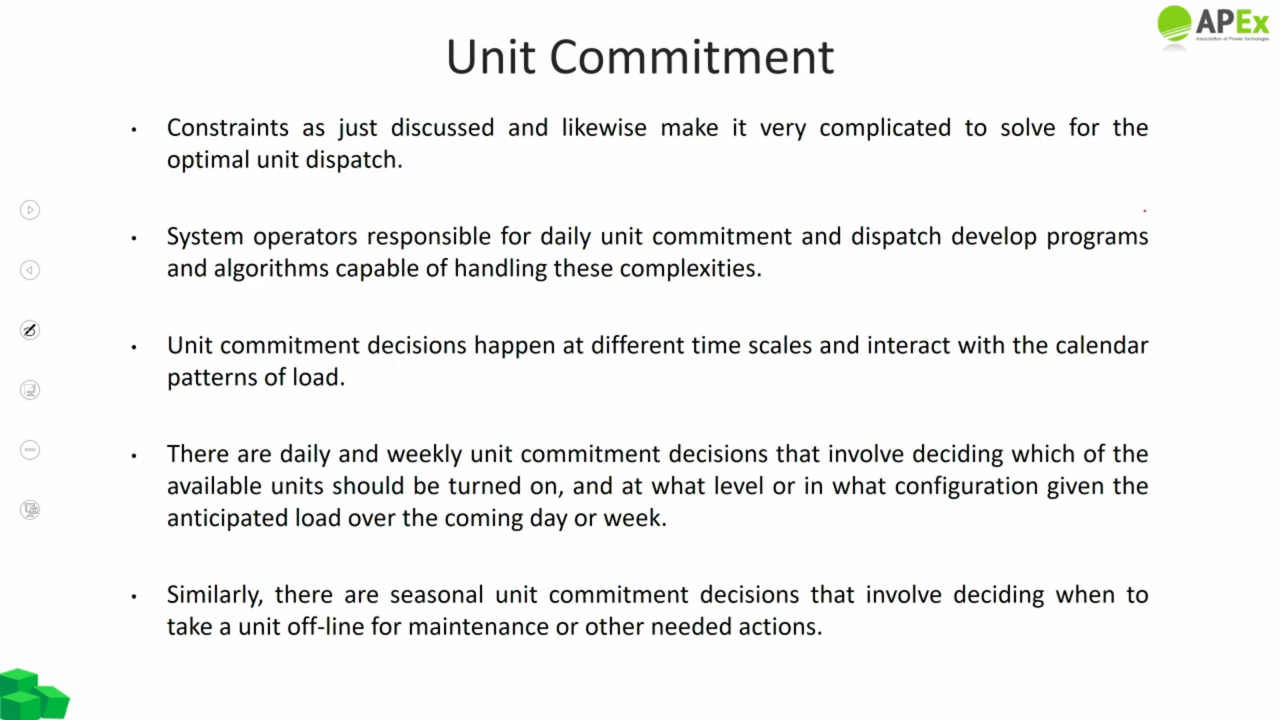 APEx
Association of Power Exchanges
Unit Commitment
• Constraints as just discussed and likewise make it very complicated to solve for the
optimal unit dispatch.
• System operators responsible for daily unit commitment and dispatch develop programs
and algorithms capable of handling these complexities.
• Unit commitment decisions happen at different time scales and interact with the calendar
patterns of load.
• There are daily and weekly unit commitment decisions that involve deciding which of the
available units should be turned on, and at what level or in what configuration given the
anticipated load over the coming day or week.
• Similarly, there are seasonal unit commitment decisions that involve deciding when to
take a unit off-line for maintenance or other needed actions.